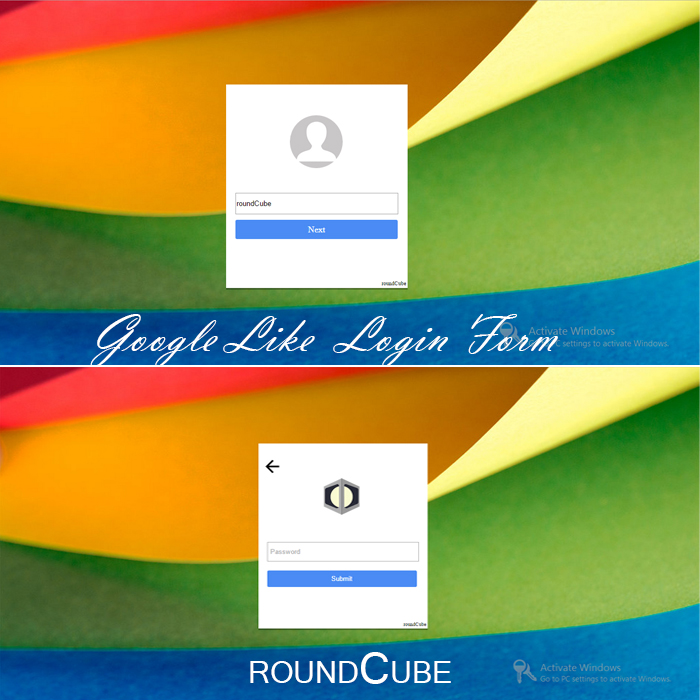 roundCube
Next
roundCube
Google Like Login Form
Activate Windows
PC settings to activate Windows.
Password
Submit
roundCube
ROUNDCUBE
Activate Windows
Go to PC settings to activate Windows.